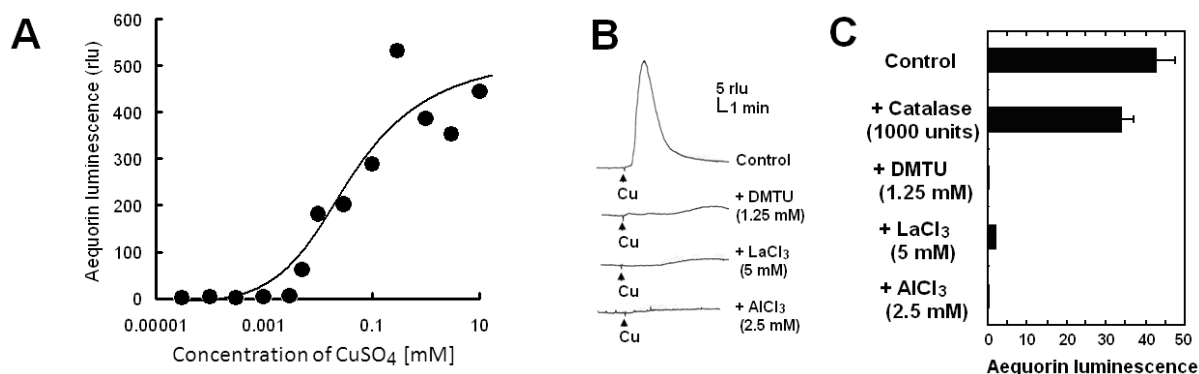 A
600
500
400
300
200
100
0
Aequorin luminescence (rlu)
0.00001
0.001
0.1
10
Concentration of CuSO4 [mM]
B
5 rlu
1 min
Control
Cu
+ DMTU
(1.25 mM)
Cu
+ LaCl3
(5 mM)
Cu
+ AlCl3
(2.5 mM)
Cu
C
Control
+ Catalase
(1000 units)
+ DMTU
(1.25 mM)
+ LaCl3
(5 mM)
+ AlCl3
(2.5 mM)
0 10 20 30 40 50
Aequorin luminescence